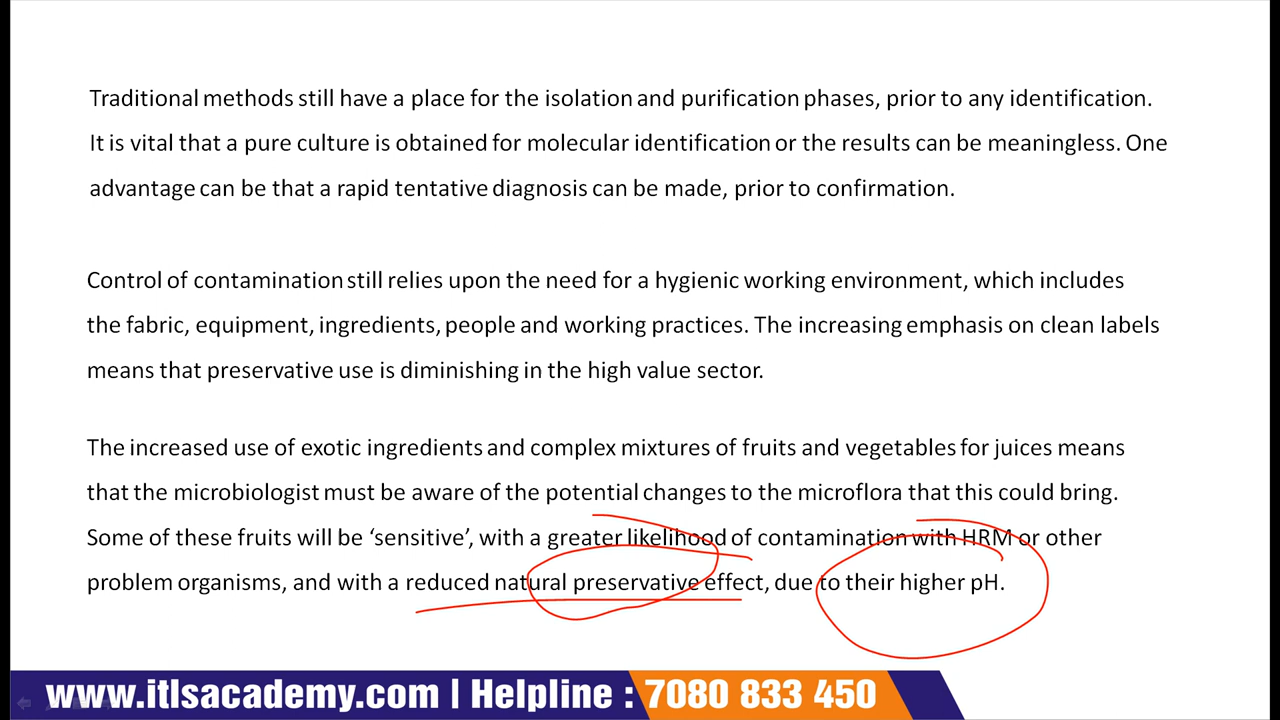 Traditional methods still have a place for the isolation and purification phases, prior to any identification.
It is vital that a pure culture is obtained for molecular identification or the results can be meaningless. One
advantage can be that a rapid tentative diagnosis can be made, prior to confirmation.
Control of contamination still relies upon the need for a hygienic working environment, which includes
the fabric, equipment, ingredients, people and working practices. The increasing emphasis on clean labels
means that preservative use is diminishing in the high value sector.
The increased use of exotic ingredients and complex mixtures of fruits and vegetables for juices means
that the microbiologist must be aware of the potential changes to the microflora that this could bring.
Some of these fruits will be ‘sensitive’, with a greater likelihood of contamination with HRM or other
problem organisms, and with a reduced natural preservative effect, due to their higher pH.
www.itlsacademy.com | Helpline : 7080 833 450